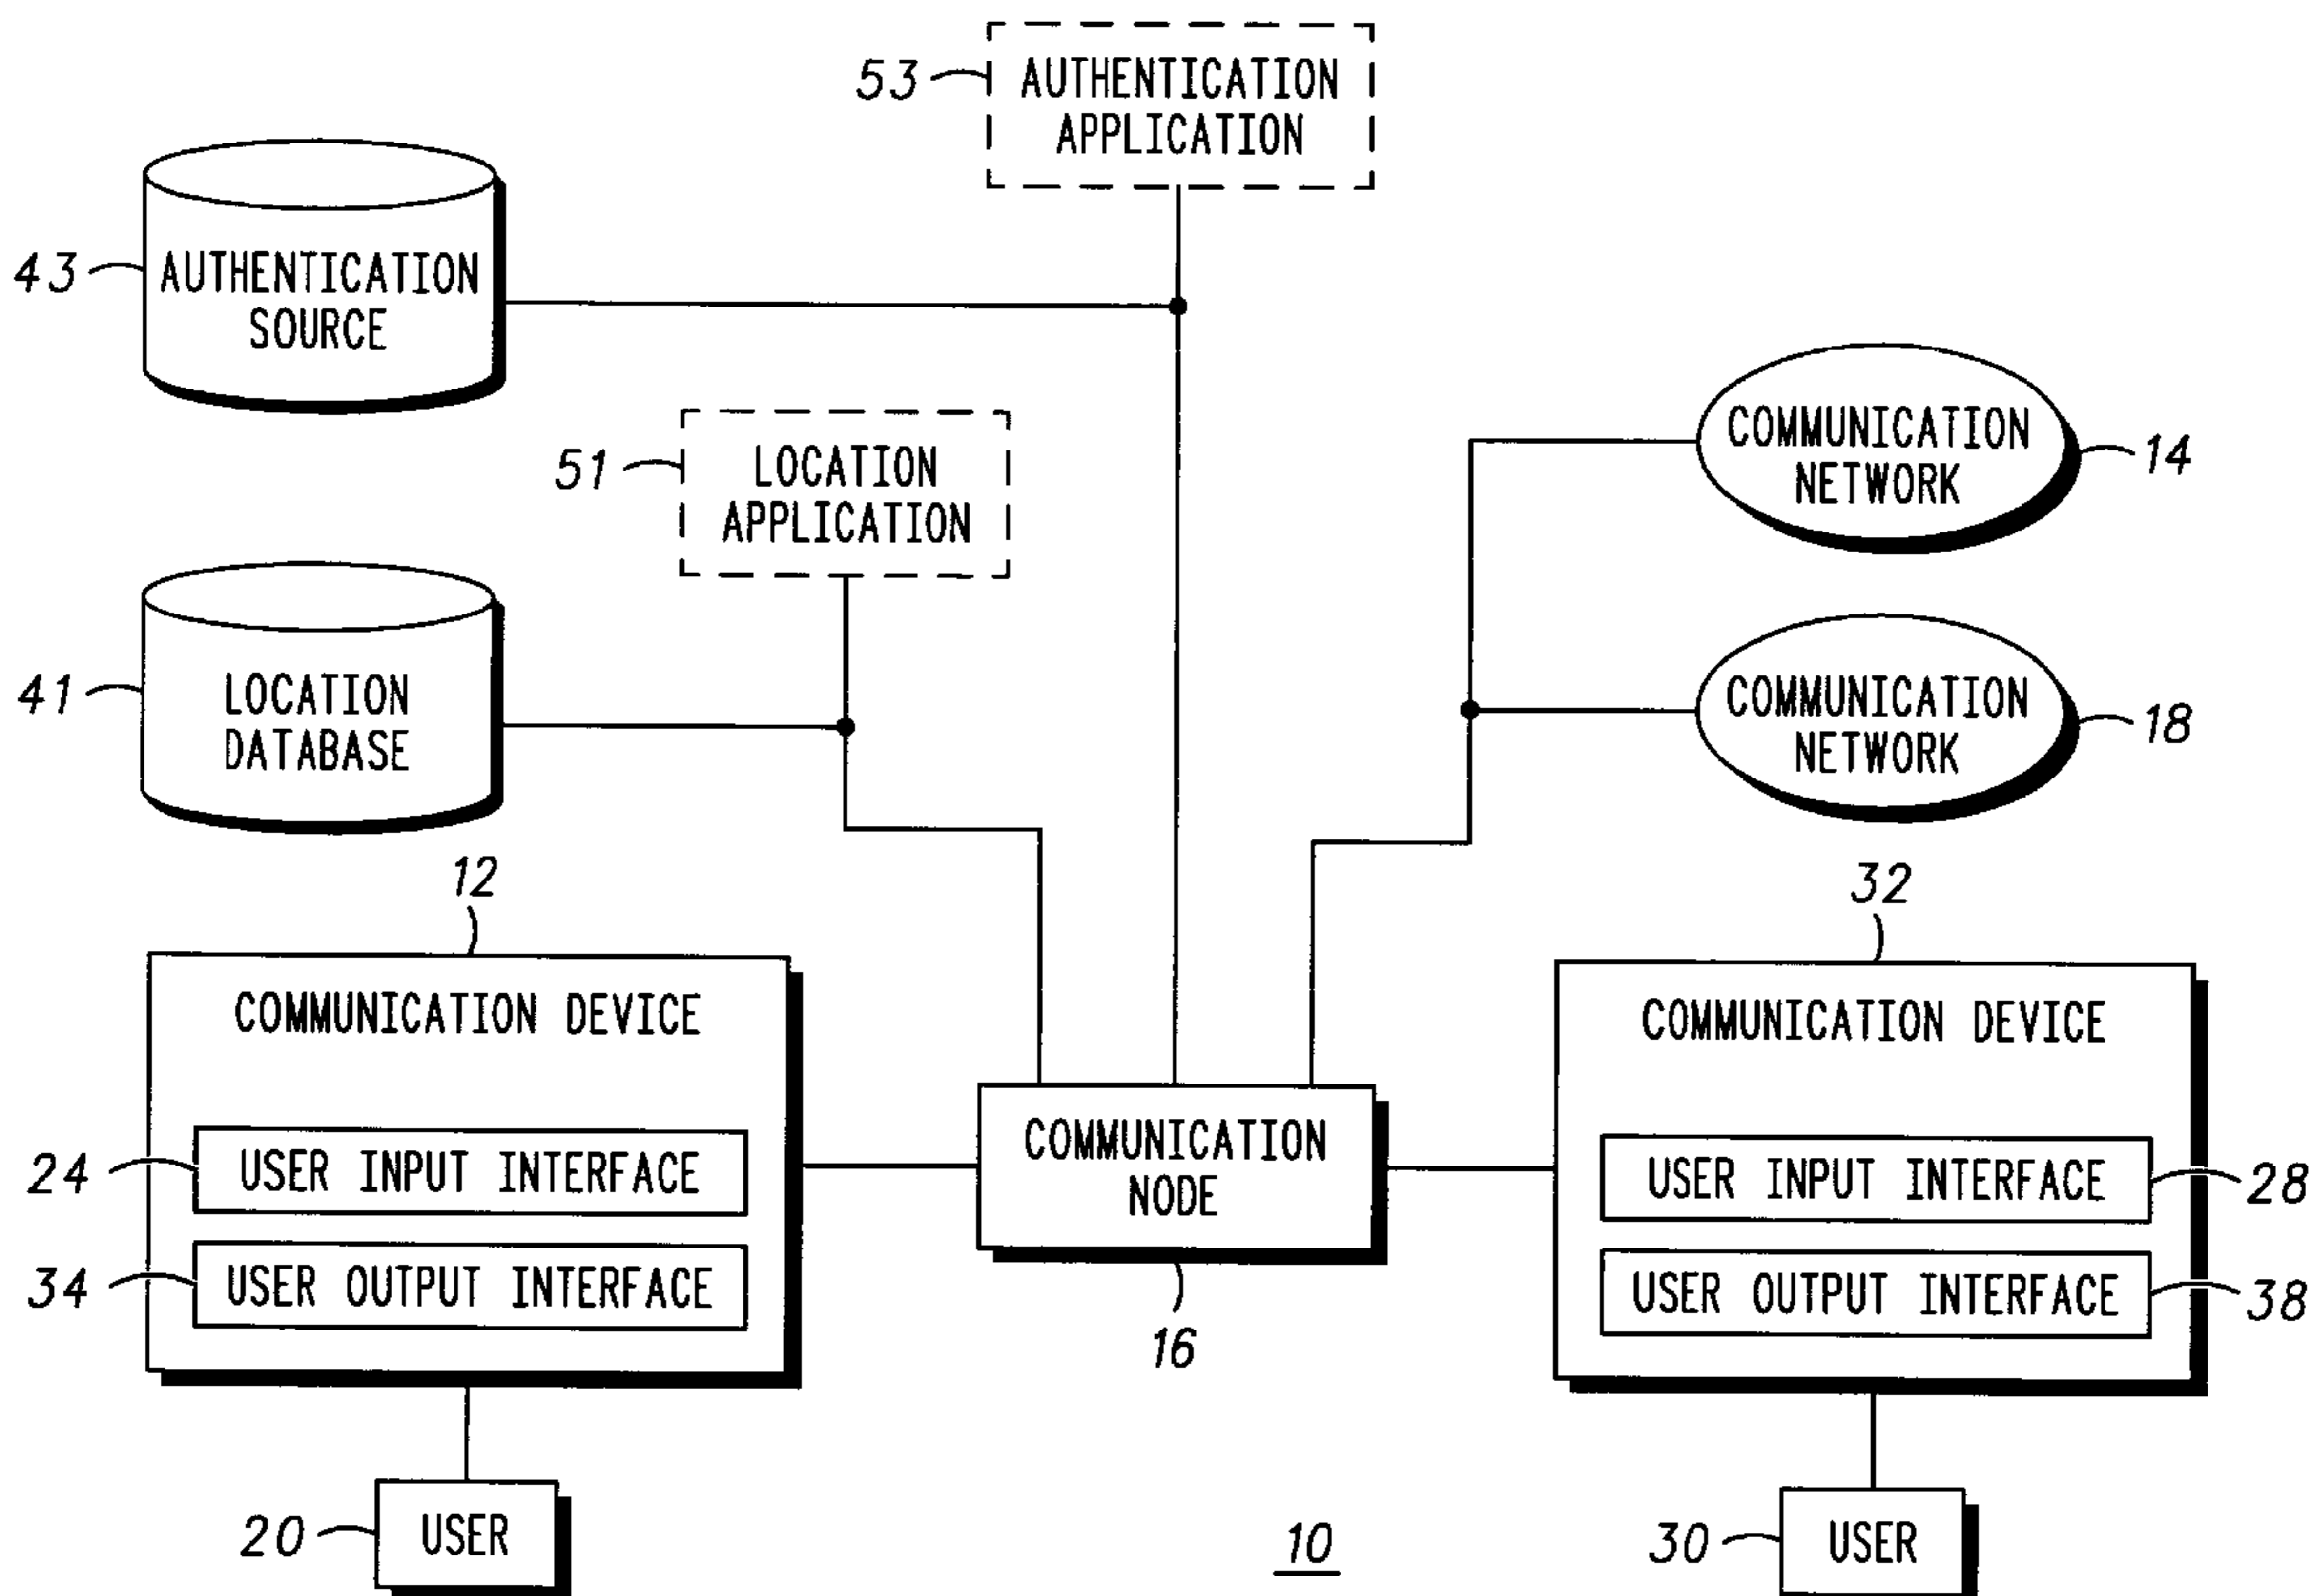 53
AUTHENTICATION
APPLICATION
43
AUTHENTICATION
SOURCE
51
LOCATION
APPLICATION
COMMUNICATION
NETWORK
14
41
LOCATION
DATABASE
COMMUNICATION
NETWORK
18
12
32
COMMUNICATION DEVICE
24
USER INPUT INTERFACE
34
USER OUTPUT INTERFACE
COMMUNICATION
NODE
16
COMMUNICATION DEVICE
USER INPUT INTERFACE
28
USER OUTPUT INTERFACE
38
20
USER
10
30
USER